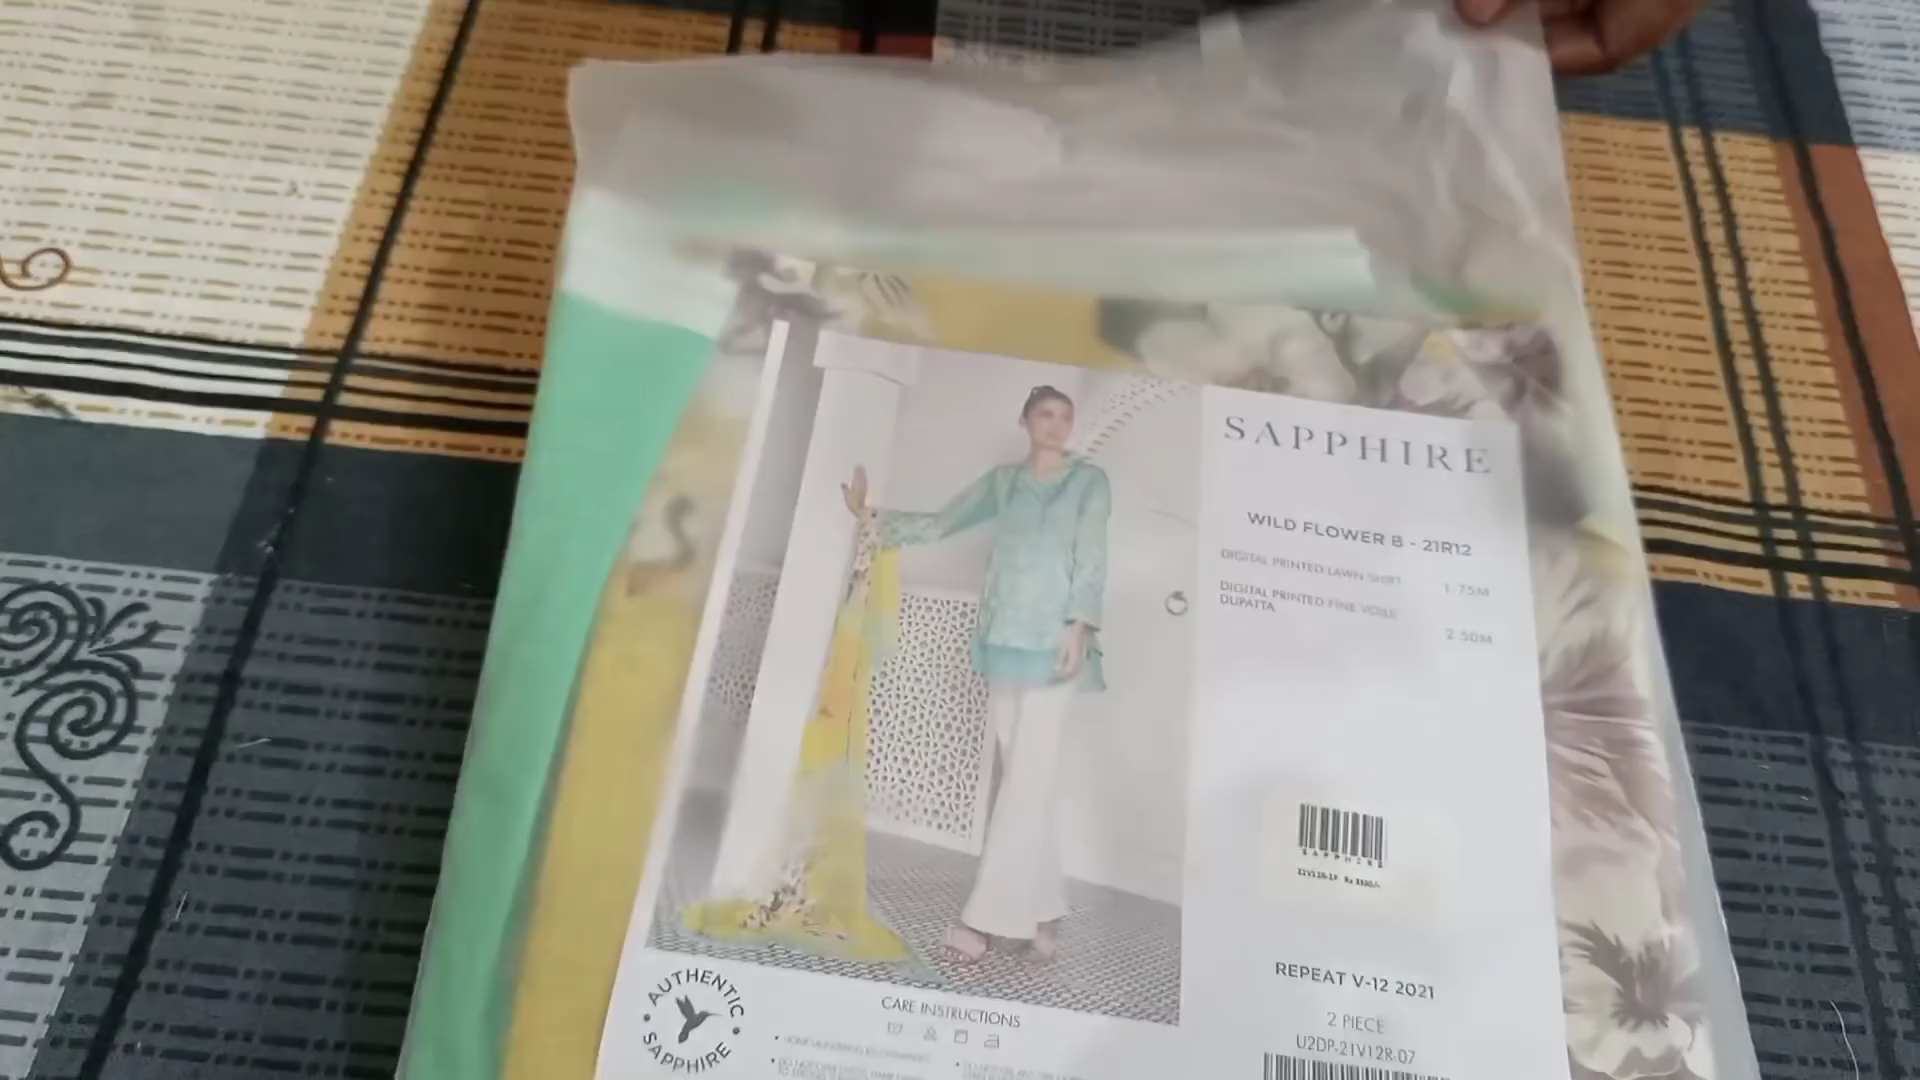 SAPPHIRE
WILD FLOWER B - 21R12
DIGITAL PRINTED LAWN SHIRT 1.75M
DIGITAL PRINTED FINE VOILE
DUPATTA
2.50M
SAPPHIRE
REPEAT V-12 2021
2 PIECE
U2DP-21V12R-07
AUTHENTIC
SAPPHIRE
CARE INSTRUCTIONS